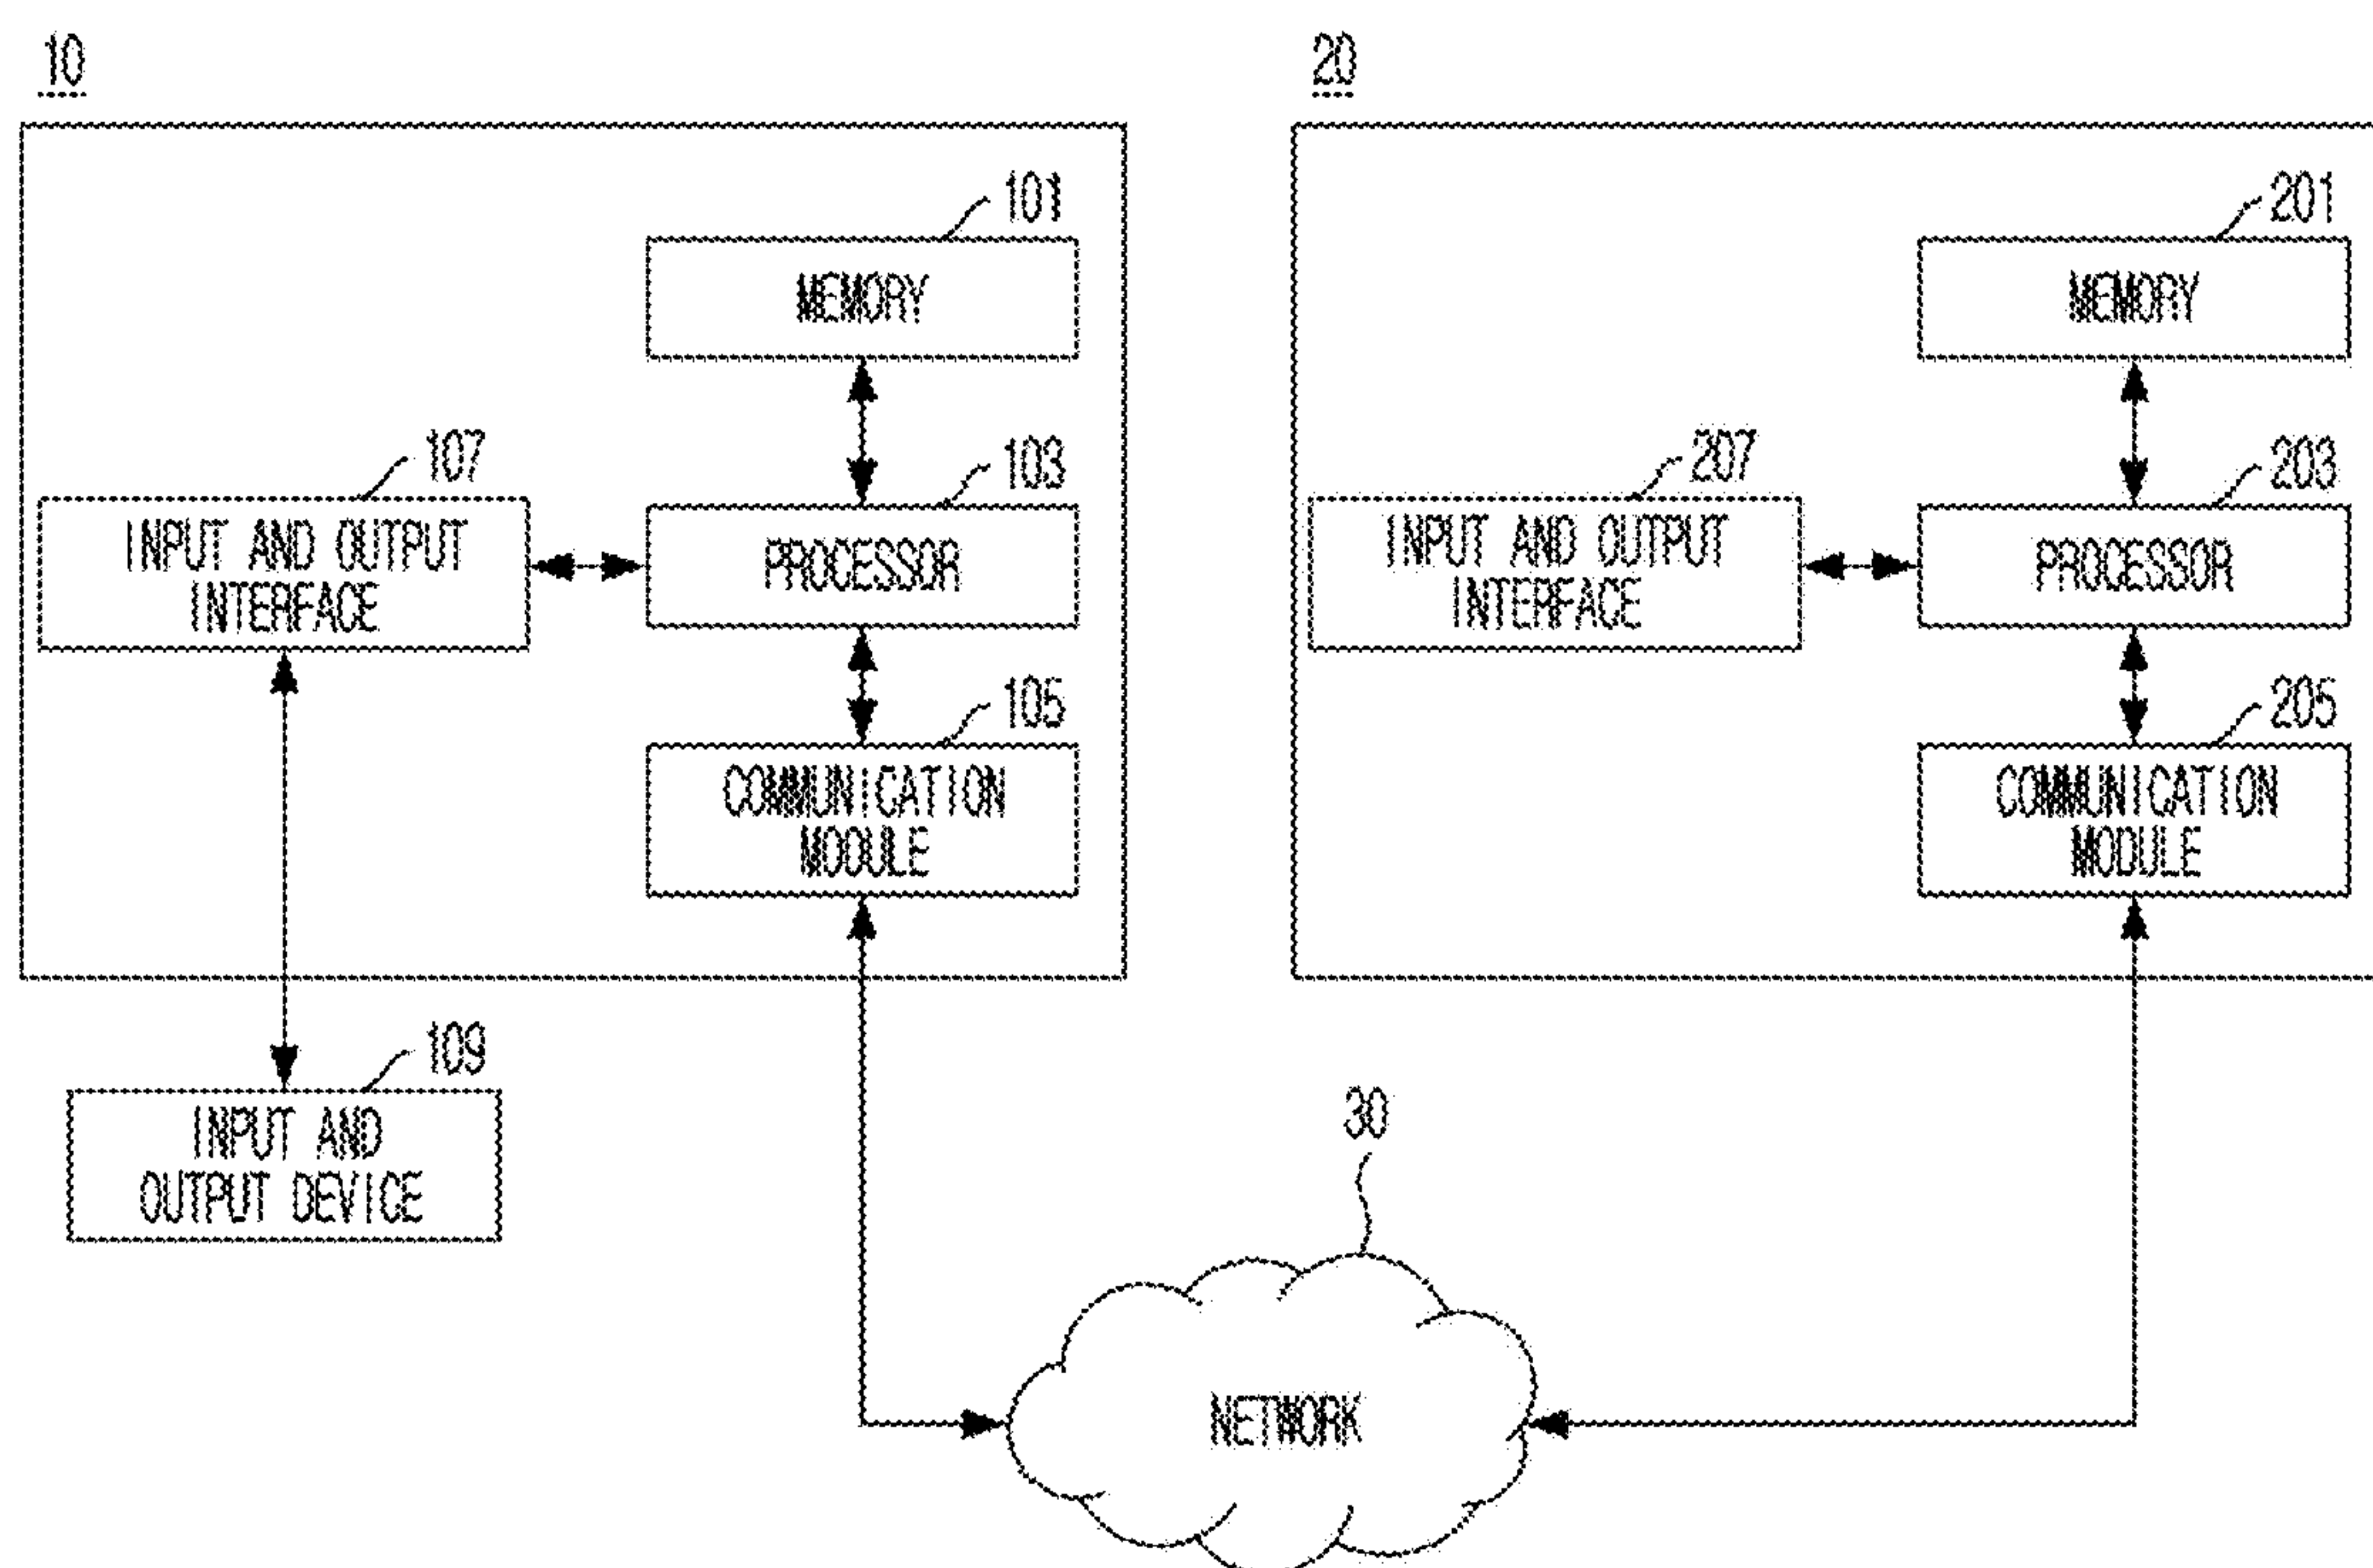 10
20
101
MEMORY
201
MEMORY
107
INPUT AND OUTPUT
INTERFACE
103
PROCESSOR
207
INPUT AND OUTPUT
INTERFACE
203
PROCESSOR
105
COMMUNICATION
MODULE
205
COMMUNICATION
MODULE
109
INPUT AND
OUTPUT DEVICE
30
NETWORK